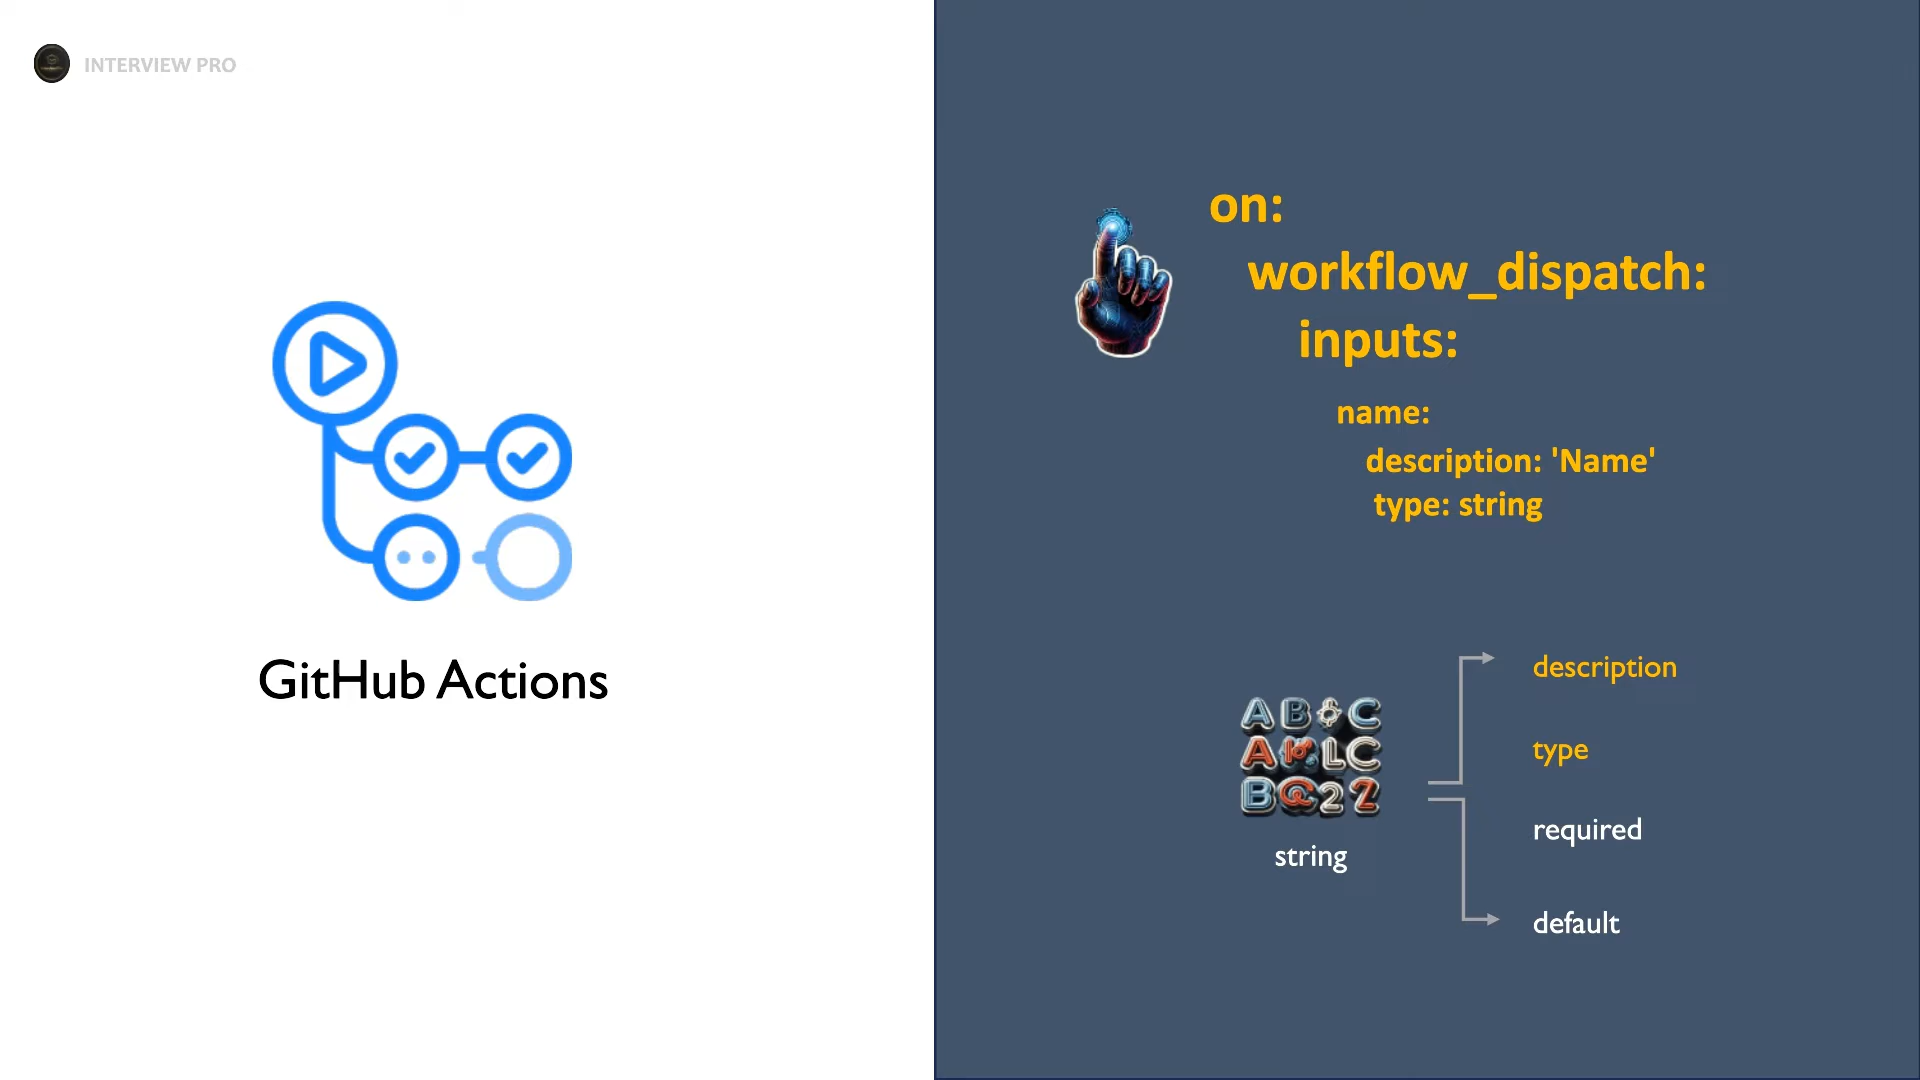 INTERVIEW PRO
GitHub Actions
on:
workflow_dispatch:
inputs:
name:
description: 'Name'
type: string
string
description
type
required
default